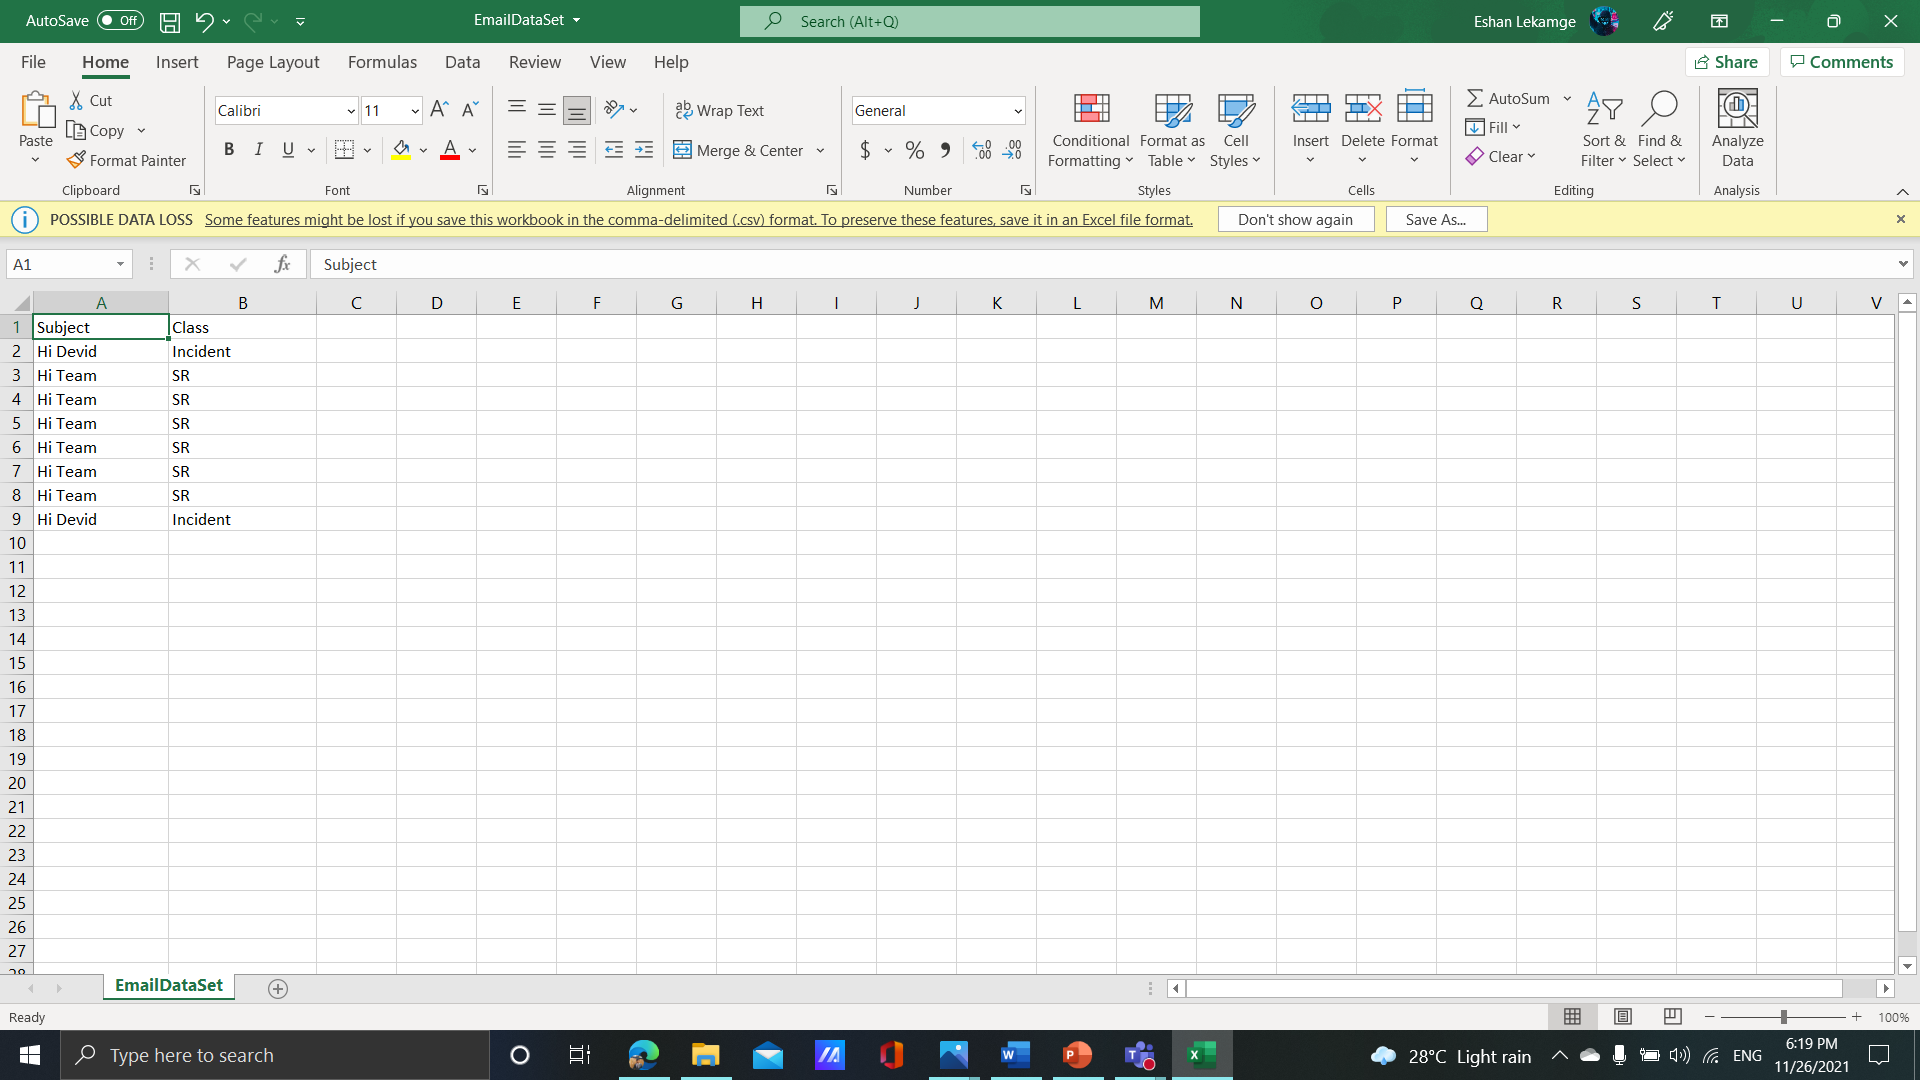 AutoSave Off EmailDataSet Search (Alt+Q) Eshan Lekamge
File Home Insert Page Layout Formulas Data Review View Help Share Comments
Paste Cut Copy Format Painter Clipboard
Calibri 11 A A B I U A Font
ab Wrap Text Merge & Center Alignment
General $ % Number
Conditional Formatting Format as Table Cell Styles Styles
Insert Delete Format Cells
AutoSum Fill Clear Sort & Filter Find & Select Editing
Analyze Data Analysis
POSSIBLE DATA LOSS Some features might be lost if you save this workbook in the comma-delimited (.csv) format. To preserve these features, save it in an Excel file format. Don't show again Save As...
A1 fx Subject
A B C D E F G H I J K L M N O P Q R S T U V
1 Subject Class
2 Hi Devid Incident
3 Hi Team SR
4 Hi Team SR
5 Hi Team SR
6 Hi Team SR
7 Hi Team SR
8 Hi Team SR
9 Hi Devid Incident
10
11
12
13
14
15
16
17
18
19
20
21
22
23
24
25
26
27
28
EmailDataSet
Ready 100%
Type here to search 28°C Light rain ENG 6:19 PM
11/26/2021